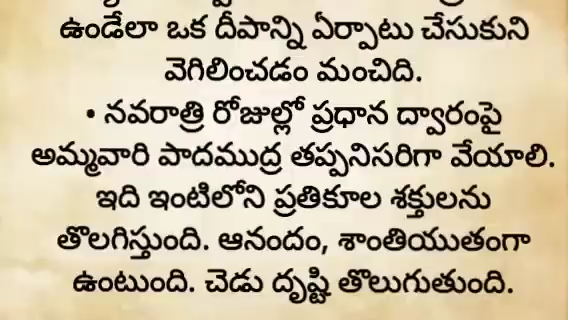 ఉండేలా ఒక దీపాన్ని ఏర్పాటు చేసుకుని
వెగిలించడం మంచిది.
• నవరాత్రి రోజుల్లో ప్రధాన ద్వారంపై
అమ్మవారి పాదముద్ర తప్పనిసరిగా వేయాలి.
ఇది ఇంటిలోని ప్రతికూల శక్తులను
తొలగిస్తుంది. ఆనందం, శాంతియుతంగా
ఉంటుంది. చెడు దృష్టి తొలుగుతుంది.